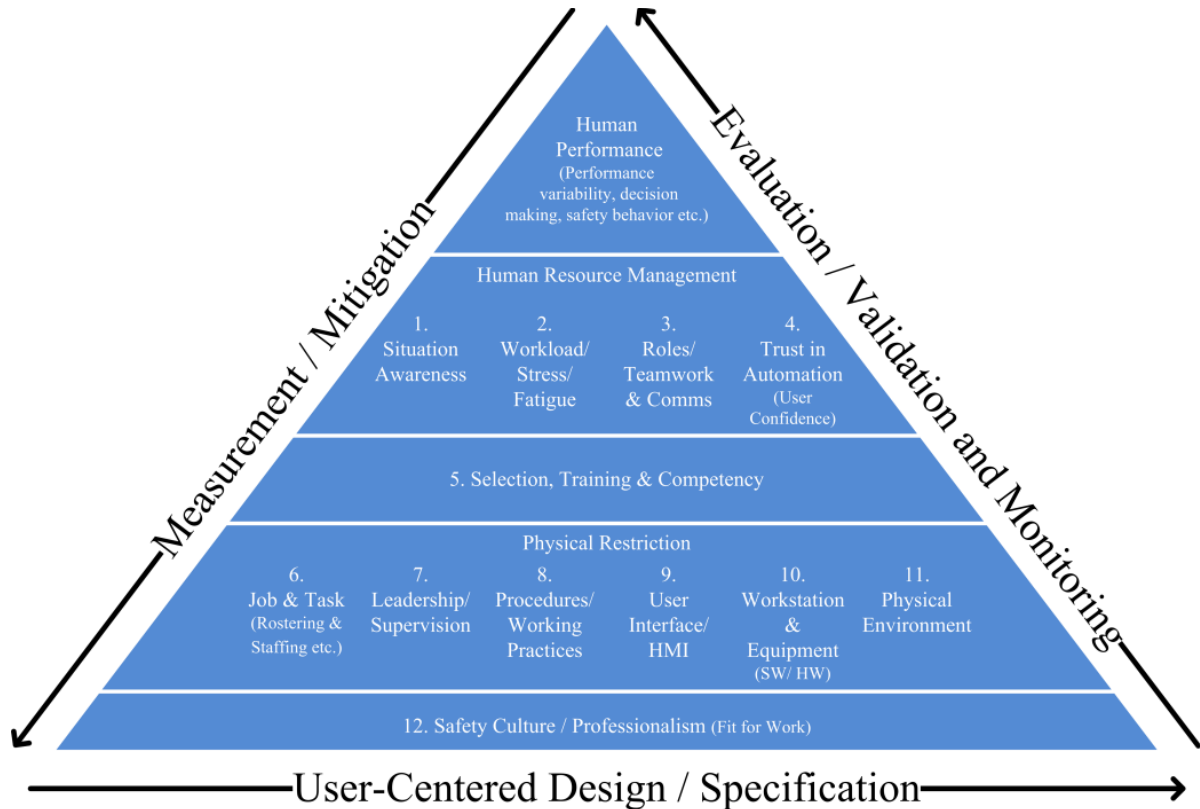 Human
Performance
(Performance
variability, decision
making, safety behavior etc.)
Human Resource Management
1.
Situation
Awareness
2.
Workload/
Stress/
Fatigue
3.
Roles/
Teamwork
& Comms
4.
Trust in
Automation
(User
Confidence)
5. Selection, Training & Competency
Physical Restriction
6.
Job & Task
(Rostering &
Staffing etc.)
7.
Leadership/
Supervision
8.
Procedures/
Working
Practices
9.
User
Interface/
HMI
10.
Workstation
&
Equipment
(SW/ HW)
11.
Physical
Environment
12. Safety Culture / Professionalism (Fit for Work)
Measurement / Mitigation
Evaluation / Validation and Monitoring
User-Centered Design / Specification